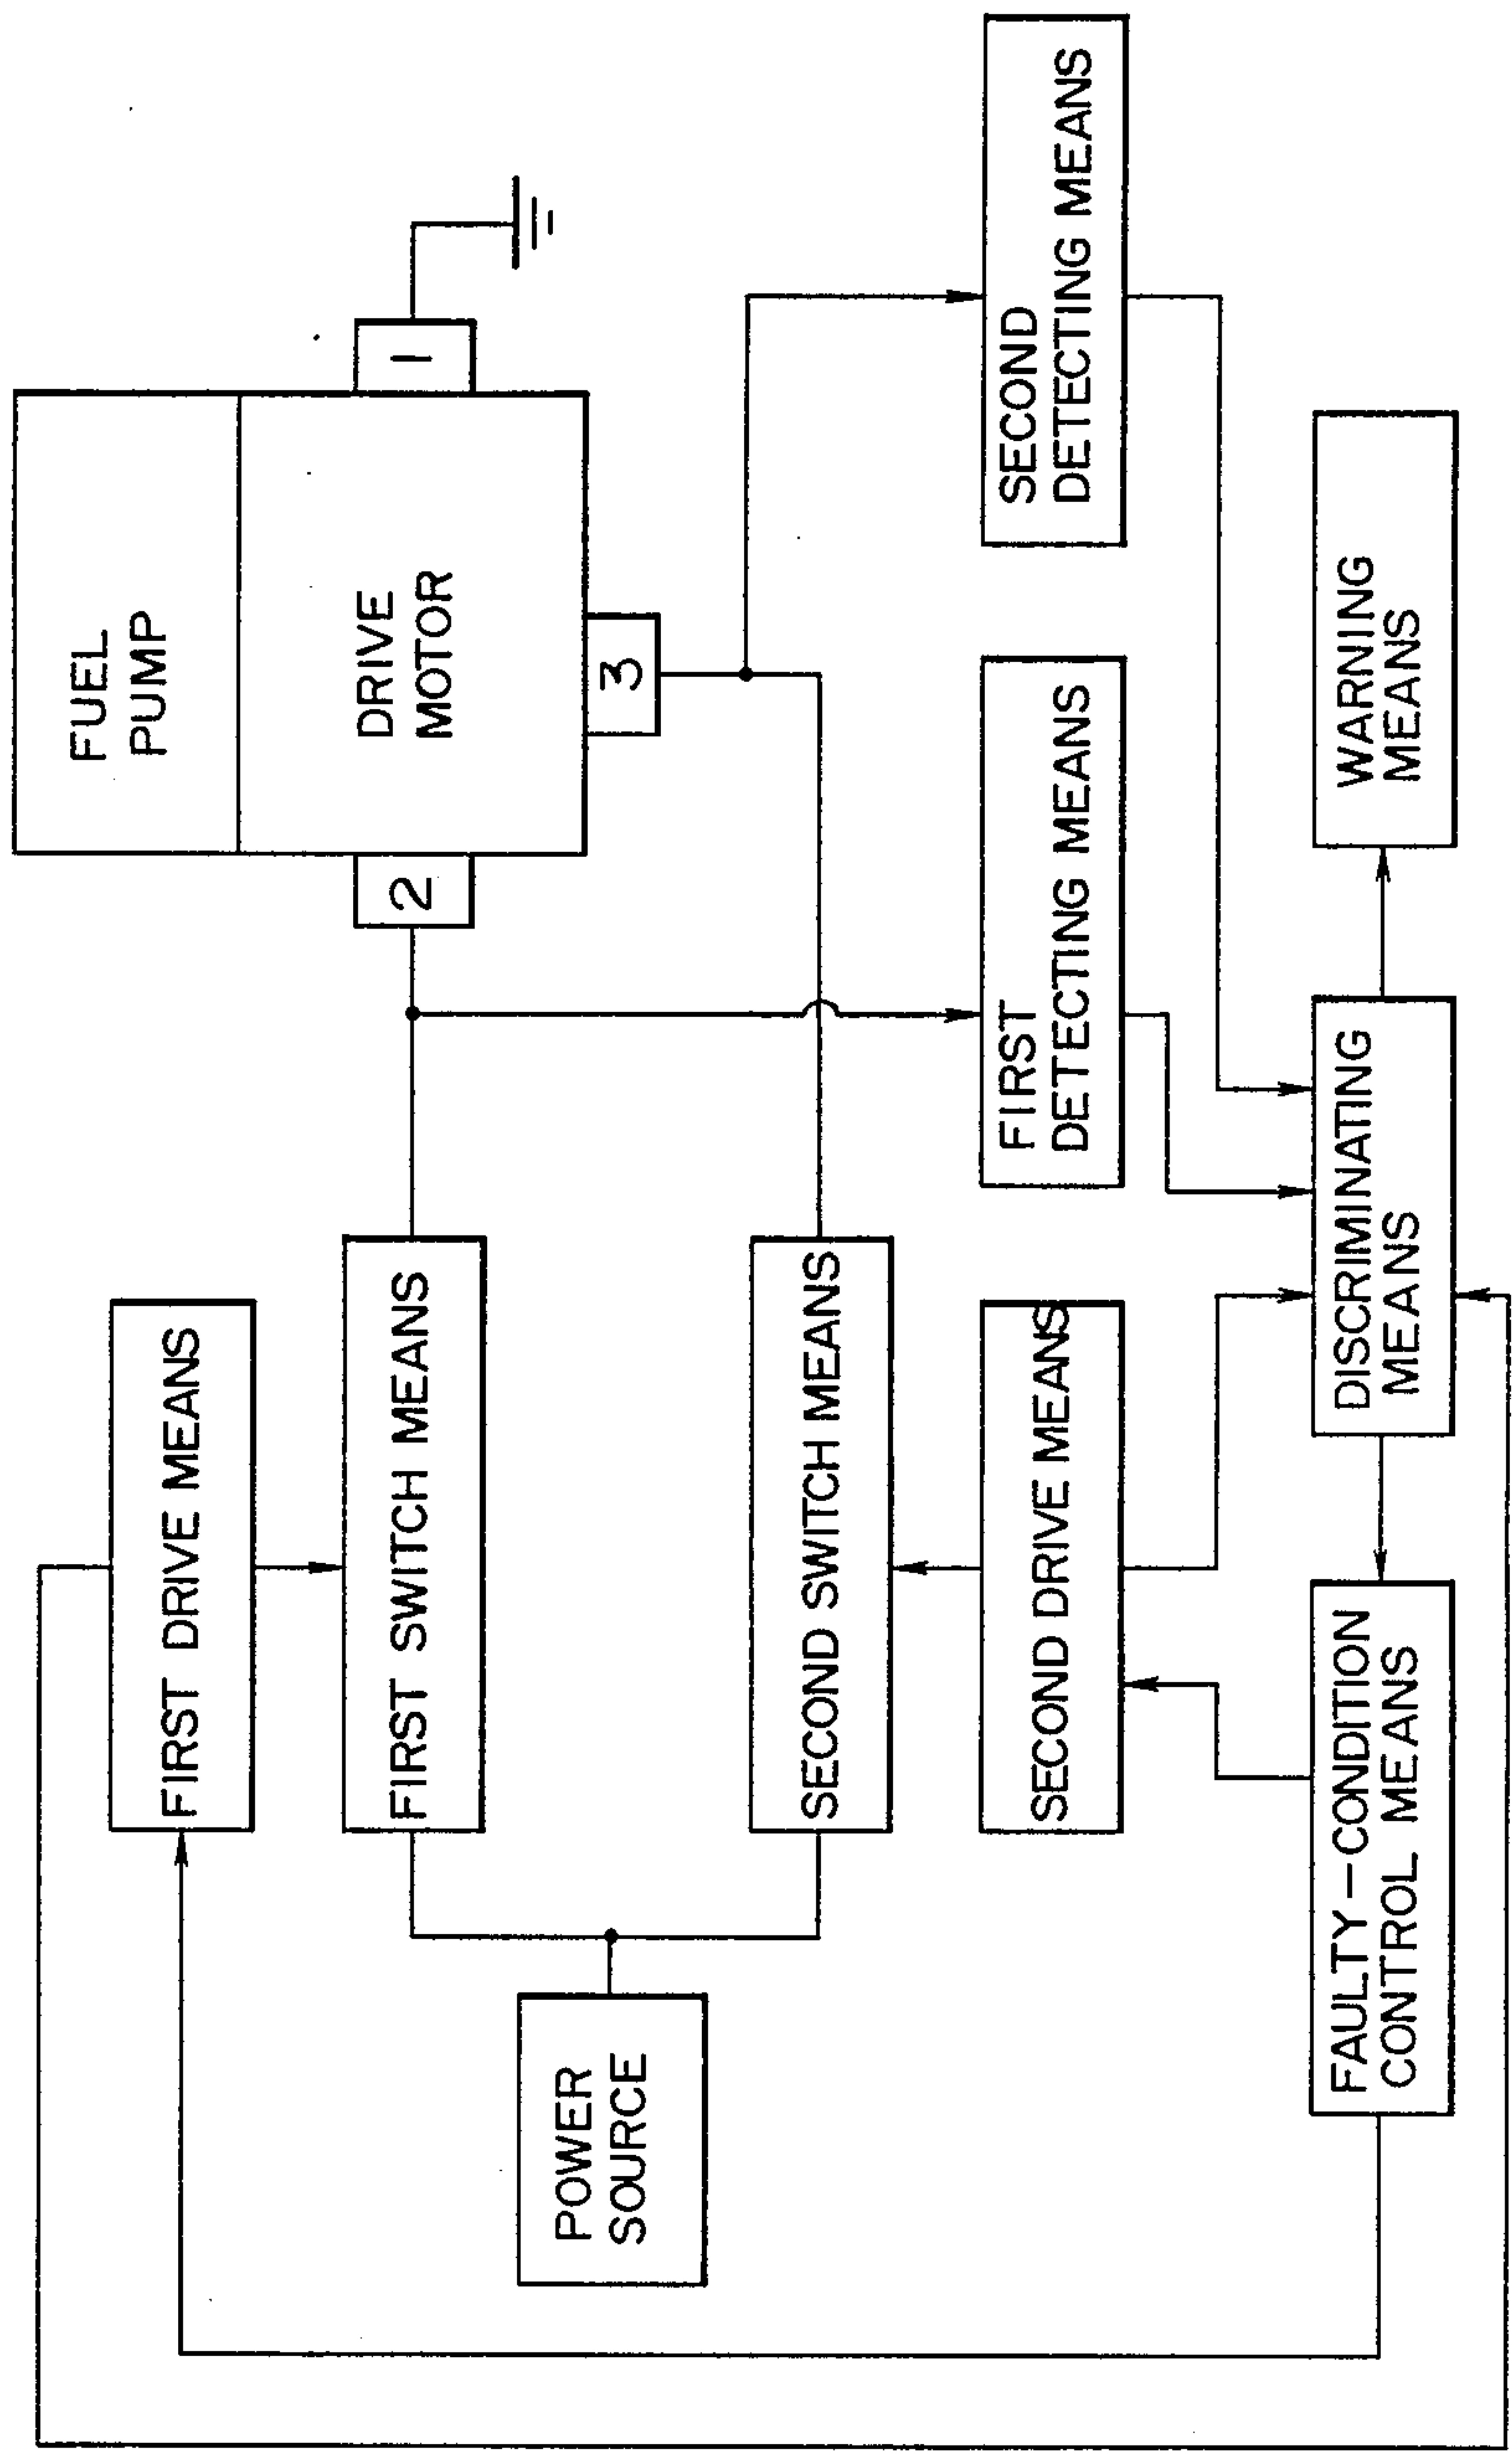 FUEL
PUMP
DRIVE
MOTOR
1
2
3
FIRST DRIVE MEANS
FIRST SWITCH MEANS
POWER
SOURCE
SECOND SWITCH MEANS
SECOND DRIVE MEANS
FIRST
DETECTING MEANS
SECOND
DETECTING MEANS
FAULTY-CONDITION
CONTROL MEANS
DISCRIMINATING
MEANS
WARNING
MEANS